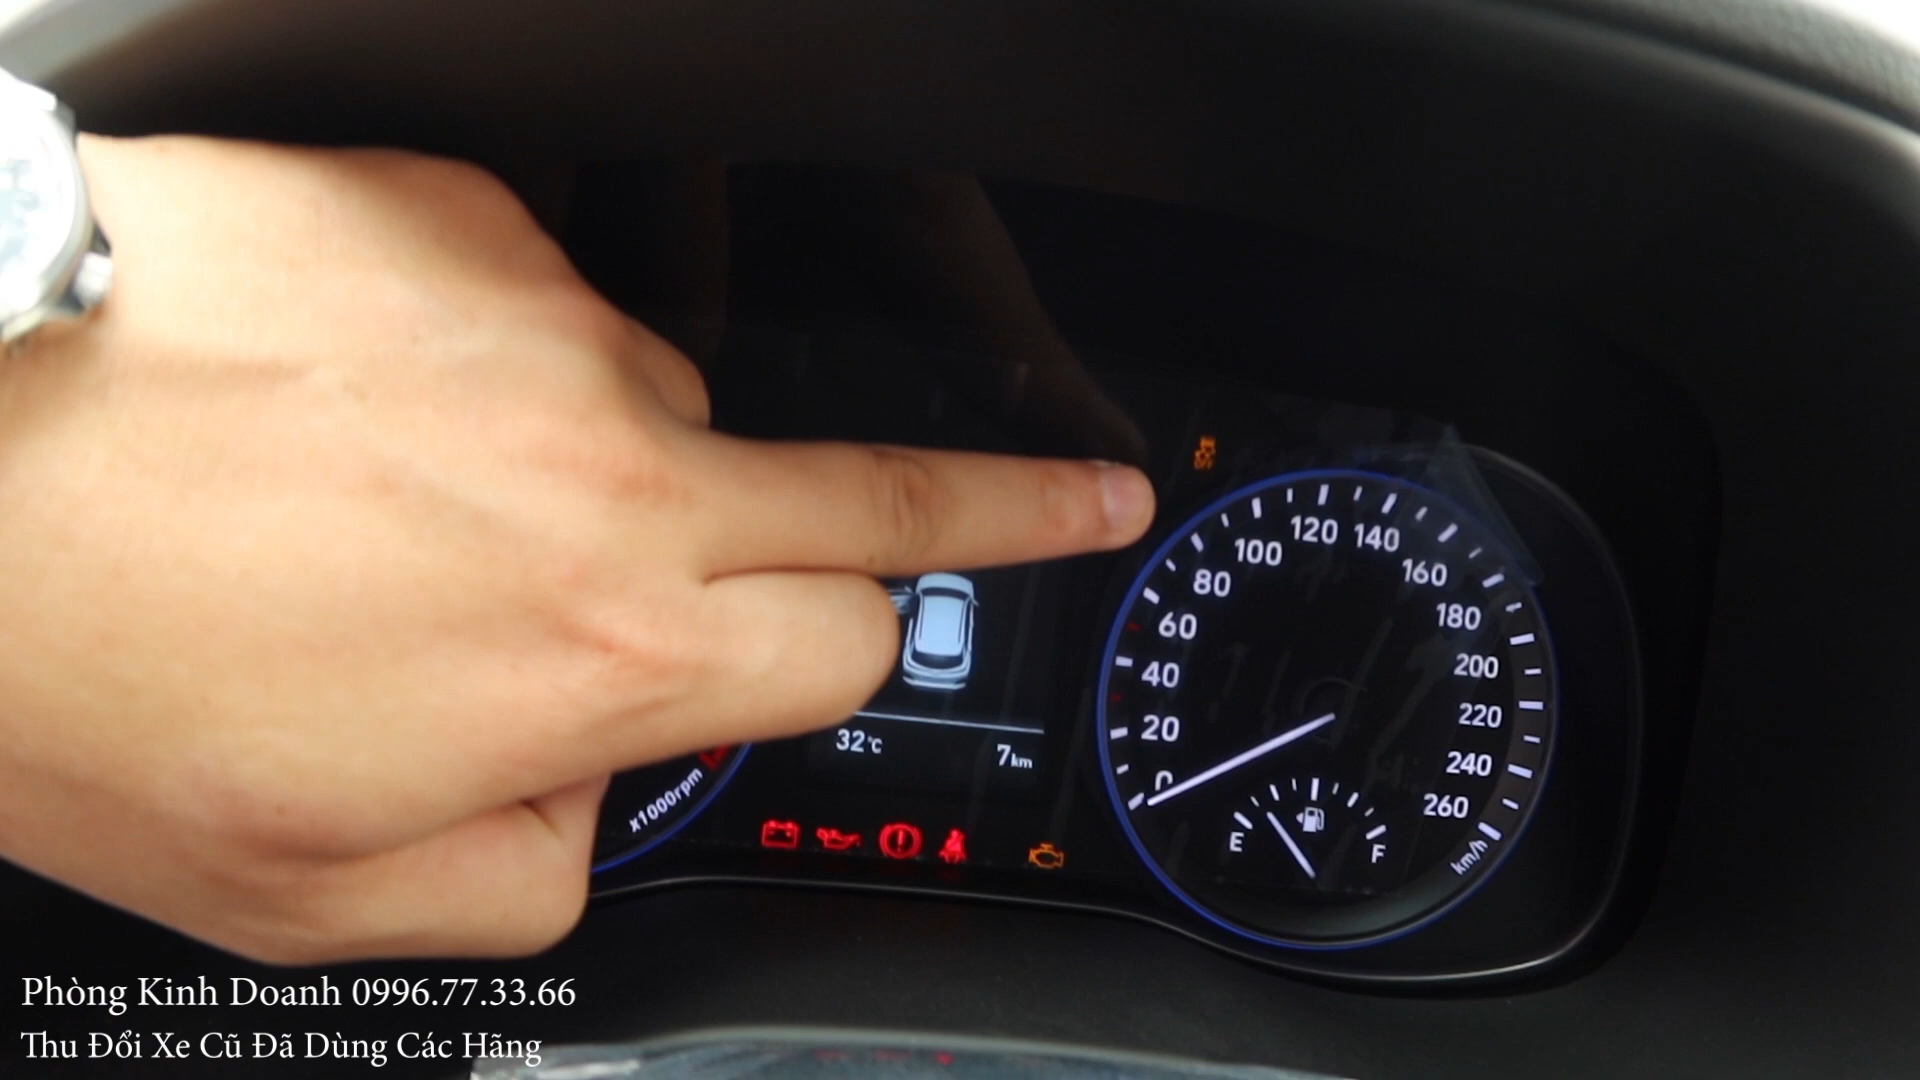 120 140
100 160
80 180
60 200
40 220
20 240
0 260
km/h
E F
32°C 7km
x1000rpm
OFF
Phòng Kinh Doanh 0996.77.33.66
Thu Đổi Xe Cũ Đã Dùng Các Hãng